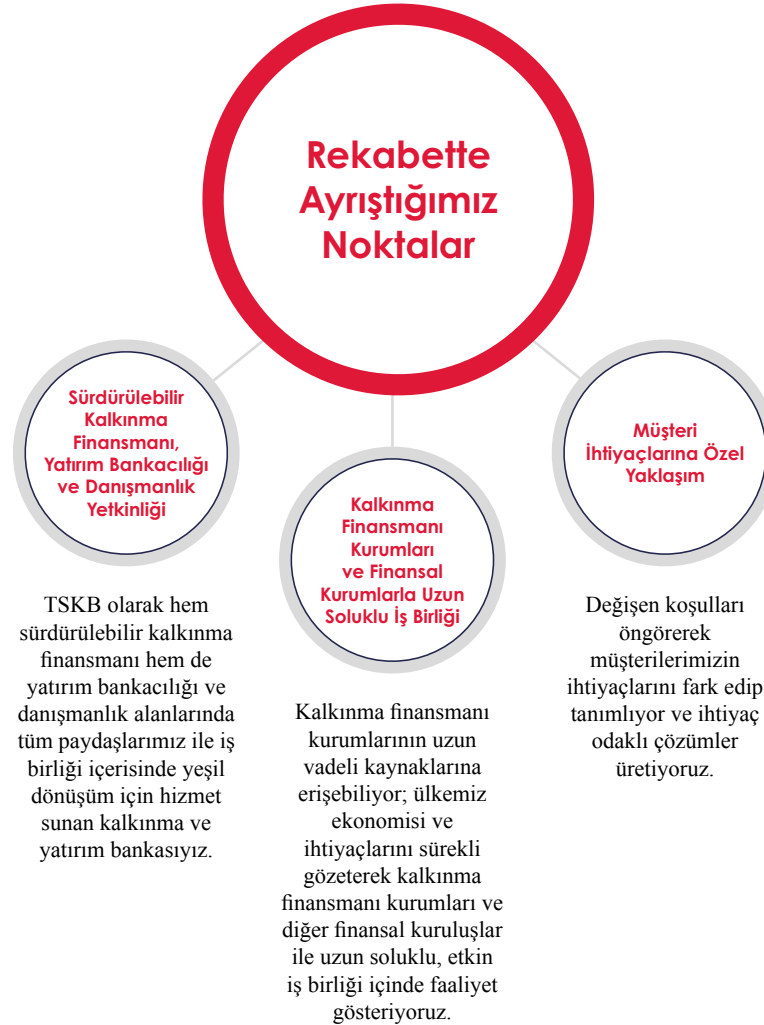 Rekabette
Ayrıştığımız
Noktalar
Sürdürülebilir
Kalkınma
Finansmanı,
Yatırım Bankacılığı
ve Danışmanlık
Yetkinliği
TSKB olarak hem
sürdürülebilir kalkınma
finansmanı hem de
yatırım bankacılığı ve
danışmanlık alanlarında
tüm paydaşlarımız ile iş
birliği içerisinde yeşil
dönüşüm için hizmet
sunan kalkınma ve
yatırım bankasıyız.
Kalkınma
Finansmanı
Kurumları
ve Finansal
Kurumlarla Uzun
Soluklu İş Birliği
Kalkınma finansmanı
kurumlarının uzun
vadeli kaynaklarına
erişebiliyor; ülkemiz
ekonomisi ve
ihtiyaçlarını sürekli
gözeterek kalkınma
finansmanı kurumları ve
diğer finansal kuruluşlar
ile uzun soluklu, etkin
iş birliği içinde faaliyet
gösteriyoruz.
Müşteri
İhtiyaçlarına Özel
Yaklaşım
Değişen koşulları
öngörerek
müşterilerimizin
ihtiyaçlarını fark edip
tanımlıyor ve ihtiyaç
odaklı çözümler
üretiyoruz.